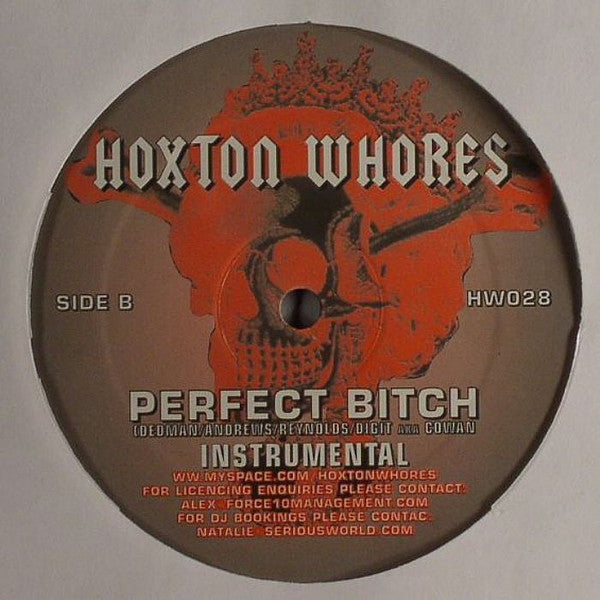 HOXTON WHORES
SIDE B
HW028
PERFECT BITCH
(DEDMAN/ANDREWS/REYNOLDS/DIGIT AKA COWAN
INSTRUMENTAL
WW.MYSPACE.COM/HOXTONWHORES
FOR LICENCING ENQUIRIES PLEASE CONTACT:
ALEX FORCE10MANAGEMENT.COM
FOR DJ BOOKINGS PLEASE CONTAC:
NATALIE SERIOUSWORLD.COM